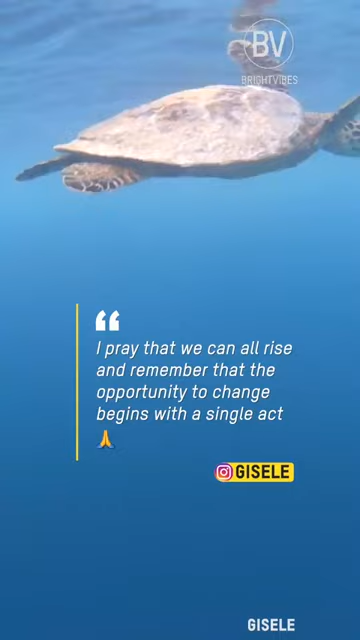 BV
BRIGHTVIBES
“
I pray that we can all rise
and remember that the
opportunity to change
begins with a single act
🙏
GISELE
GISELE